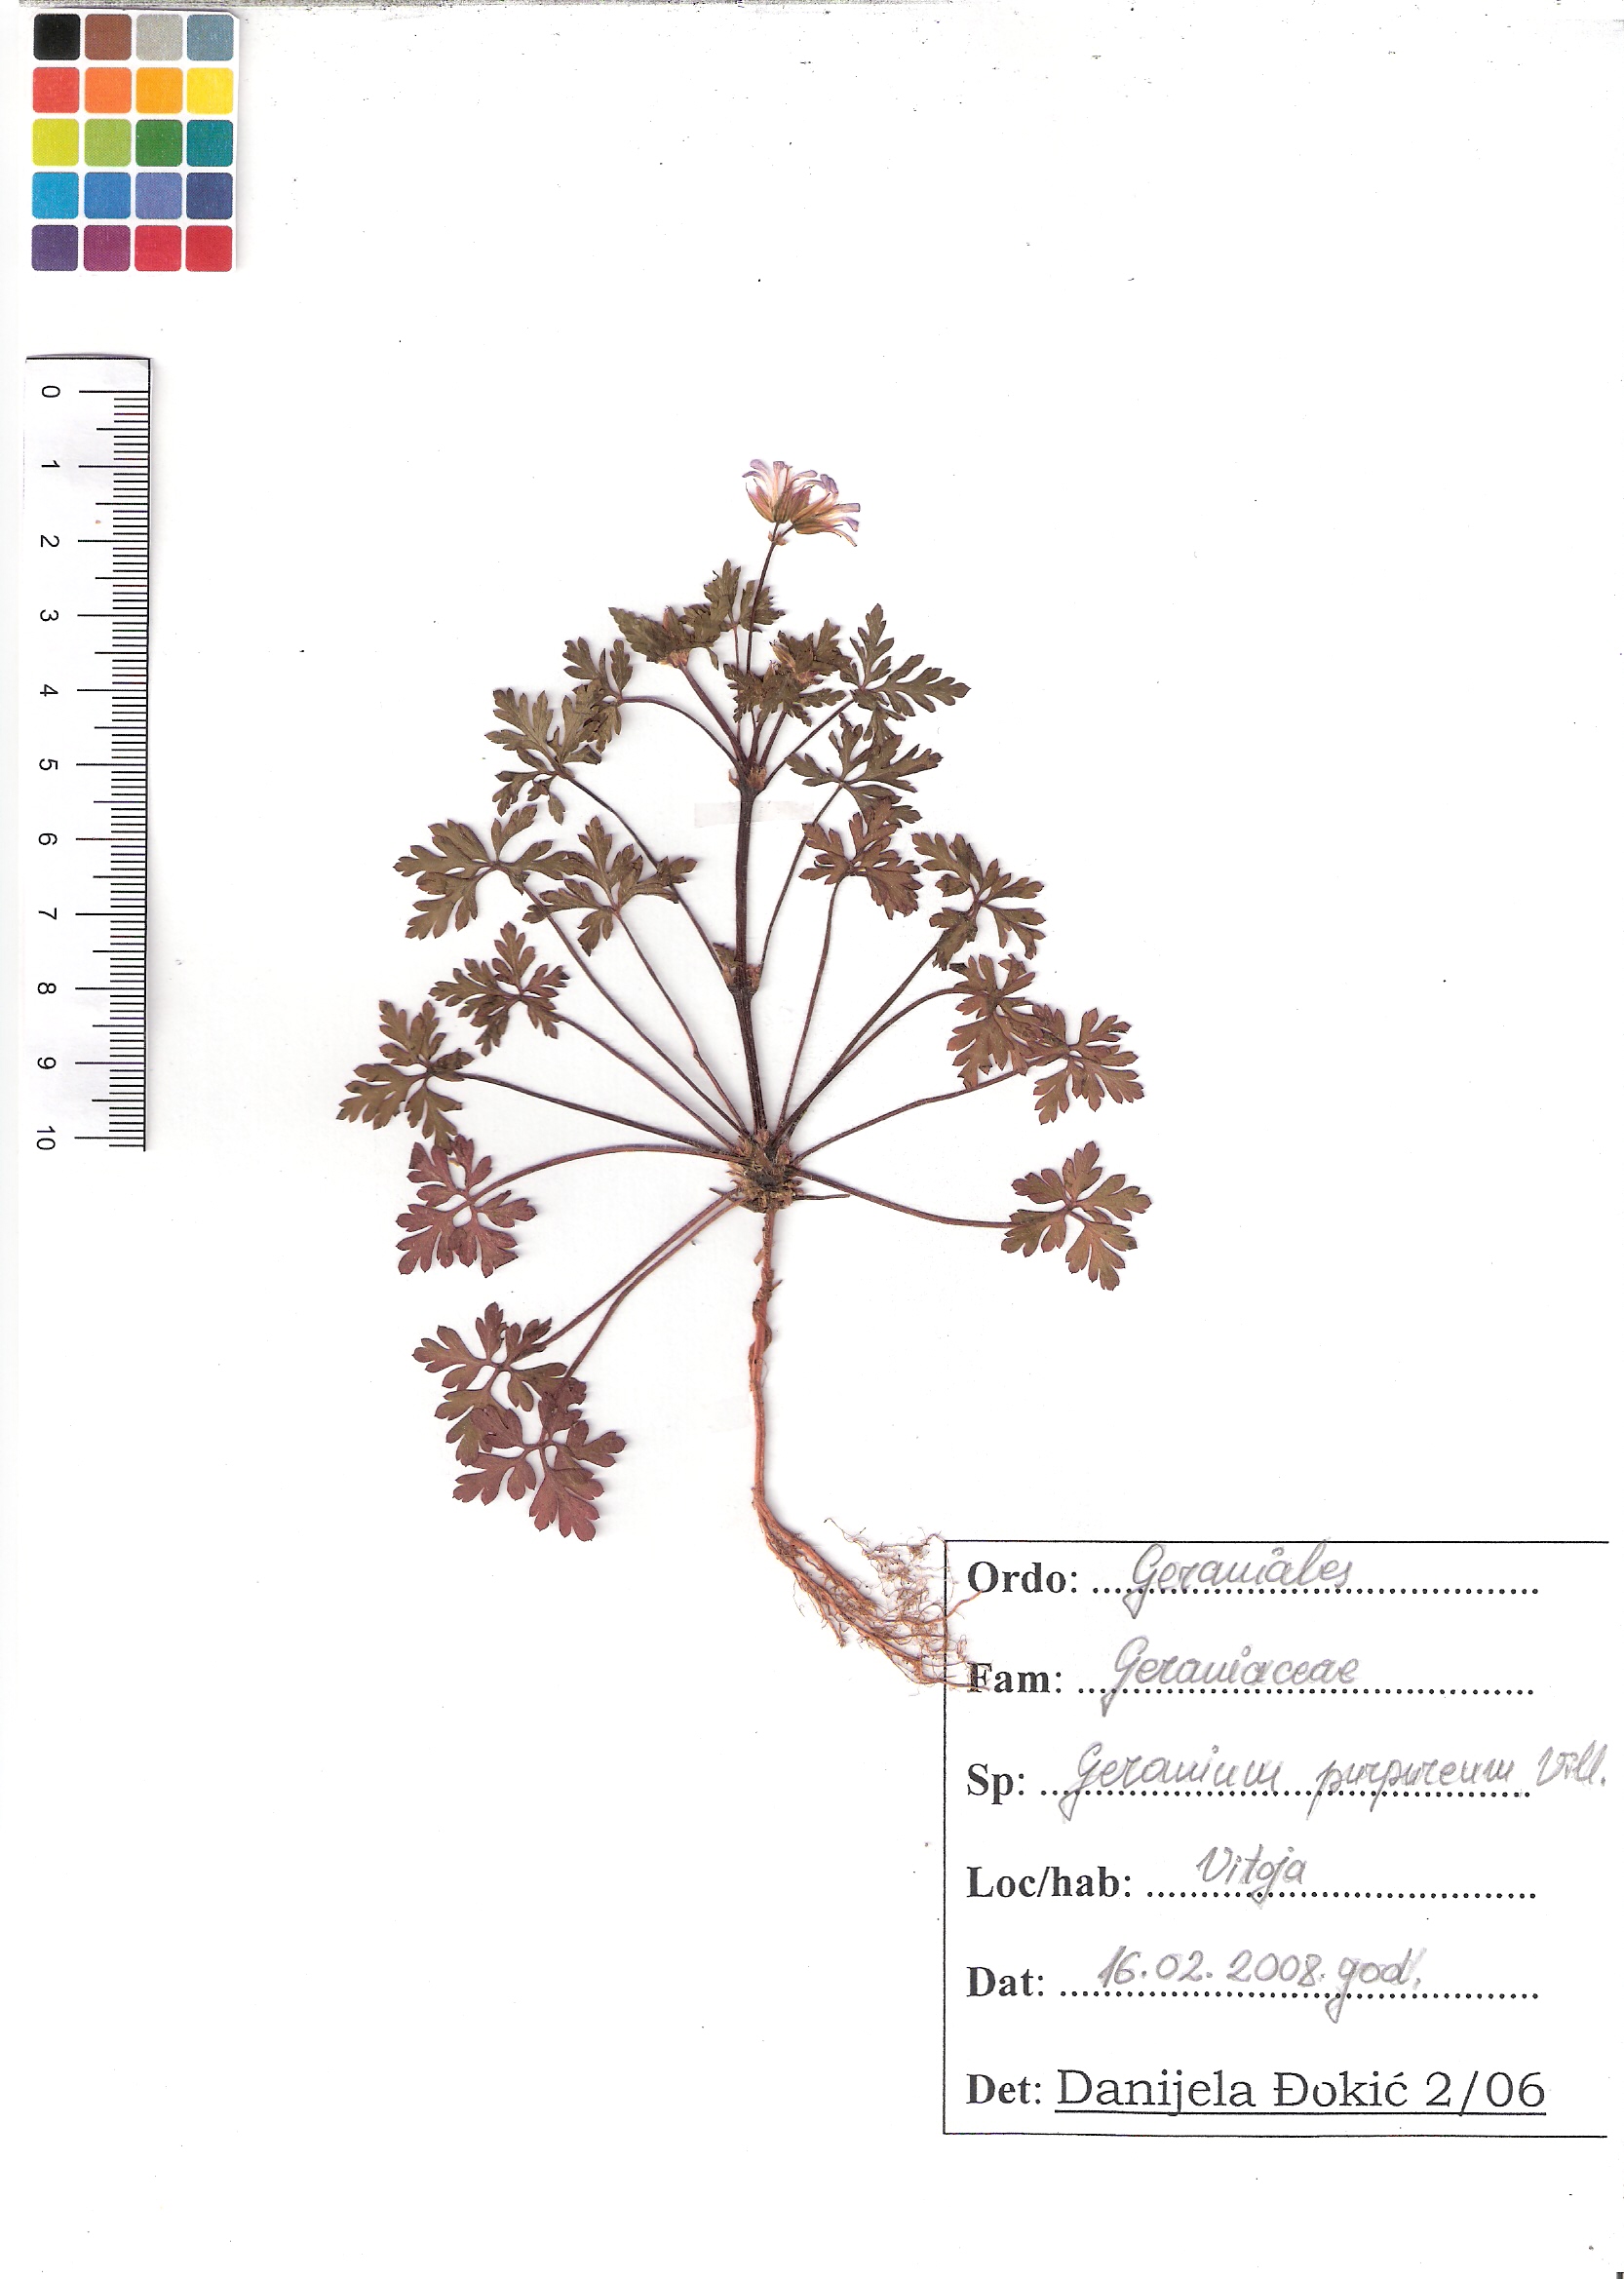 0
1
2
3
4
5
6
7
8
9
10
Ordo: Geraniales
Fam: Geraniaceae
Sp: Geranium purpureum Vill.
Loc/hab: Vitoja
Dat: 16.02.2008. god.
Det: Danijela Đokić 2/06